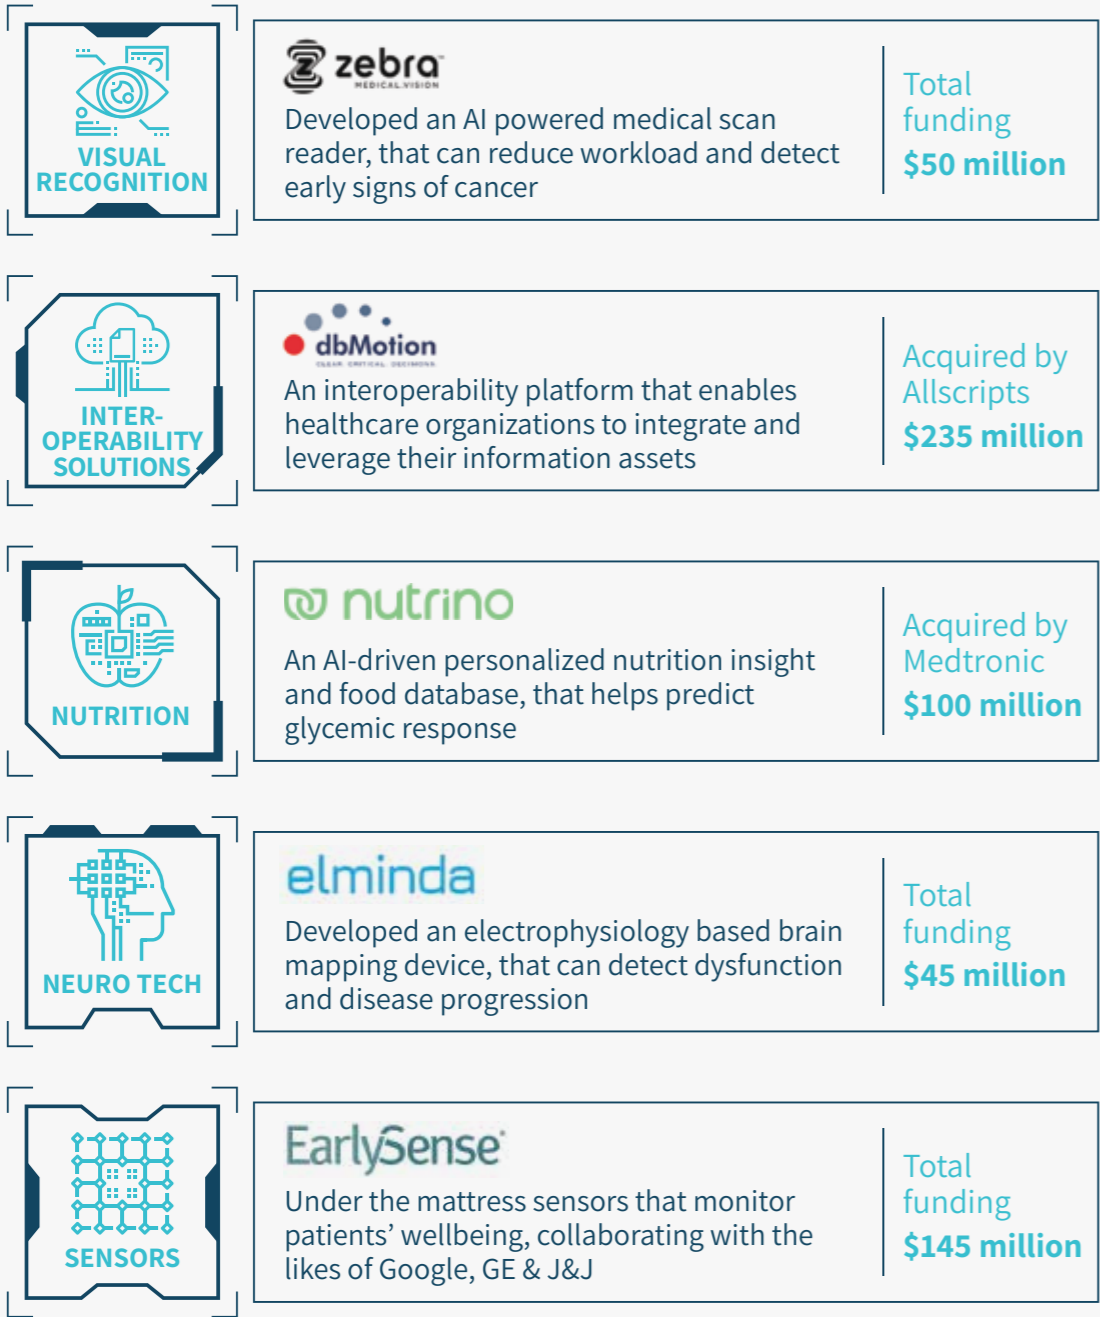 VISUAL
RECOGNITION
zebra
MEDICAL.VISION
Developed an AI powered medical scan
reader, that can reduce workload and detect
early signs of cancer
Total
funding
$50 million
INTER-
OPERABILITY
SOLUTIONS
dbMotion
CLEAR. CRITICAL. DECISIONS.
An interoperability platform that enables
healthcare organizations to integrate and
leverage their information assets
Acquired by
Allscripts
$235 million
NUTRITION
nutrino
An AI-driven personalized nutrition insight
and food database, that helps predict
glycemic response
Acquired by
Medtronic
$100 million
NEURO TECH
elminda
Developed an electrophysiology based brain
mapping device, that can detect dysfunction
and disease progression
Total
funding
$45 million
SENSORS
EarlySense
Under the mattress sensors that monitor
patients’ wellbeing, collaborating with the
likes of Google, GE & J&J
Total
funding
$145 million